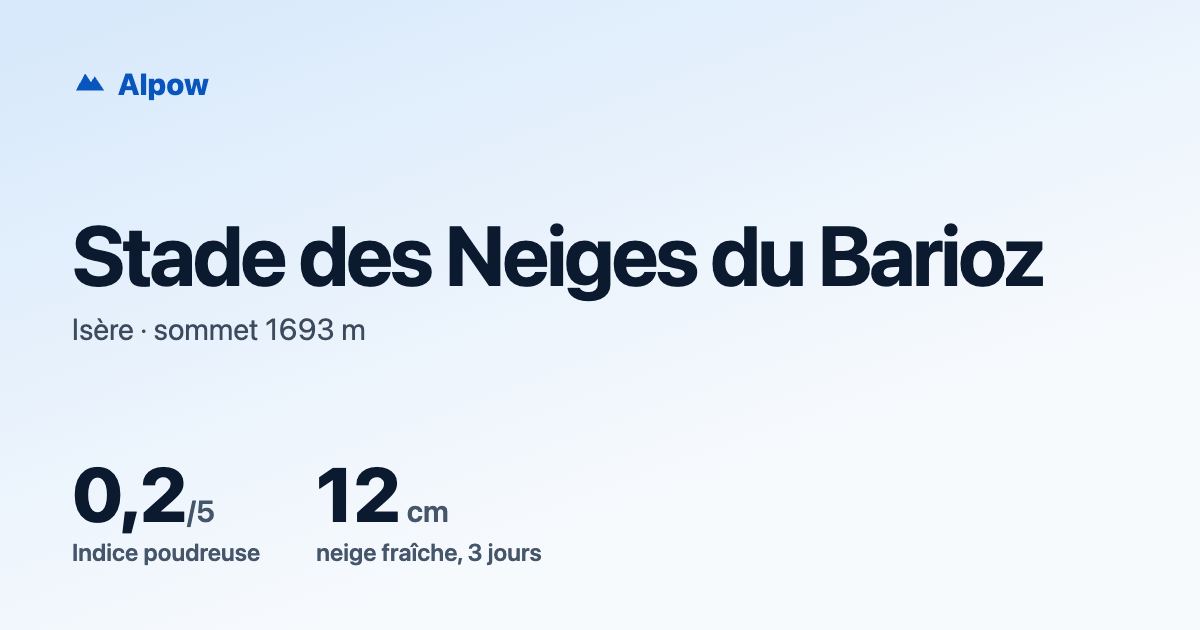 Alpow
Stade des Neiges du Barioz
Isère · sommet 1693 m
0,2/5
Indice poudreuse
12 cm
neige fraîche, 3 jours